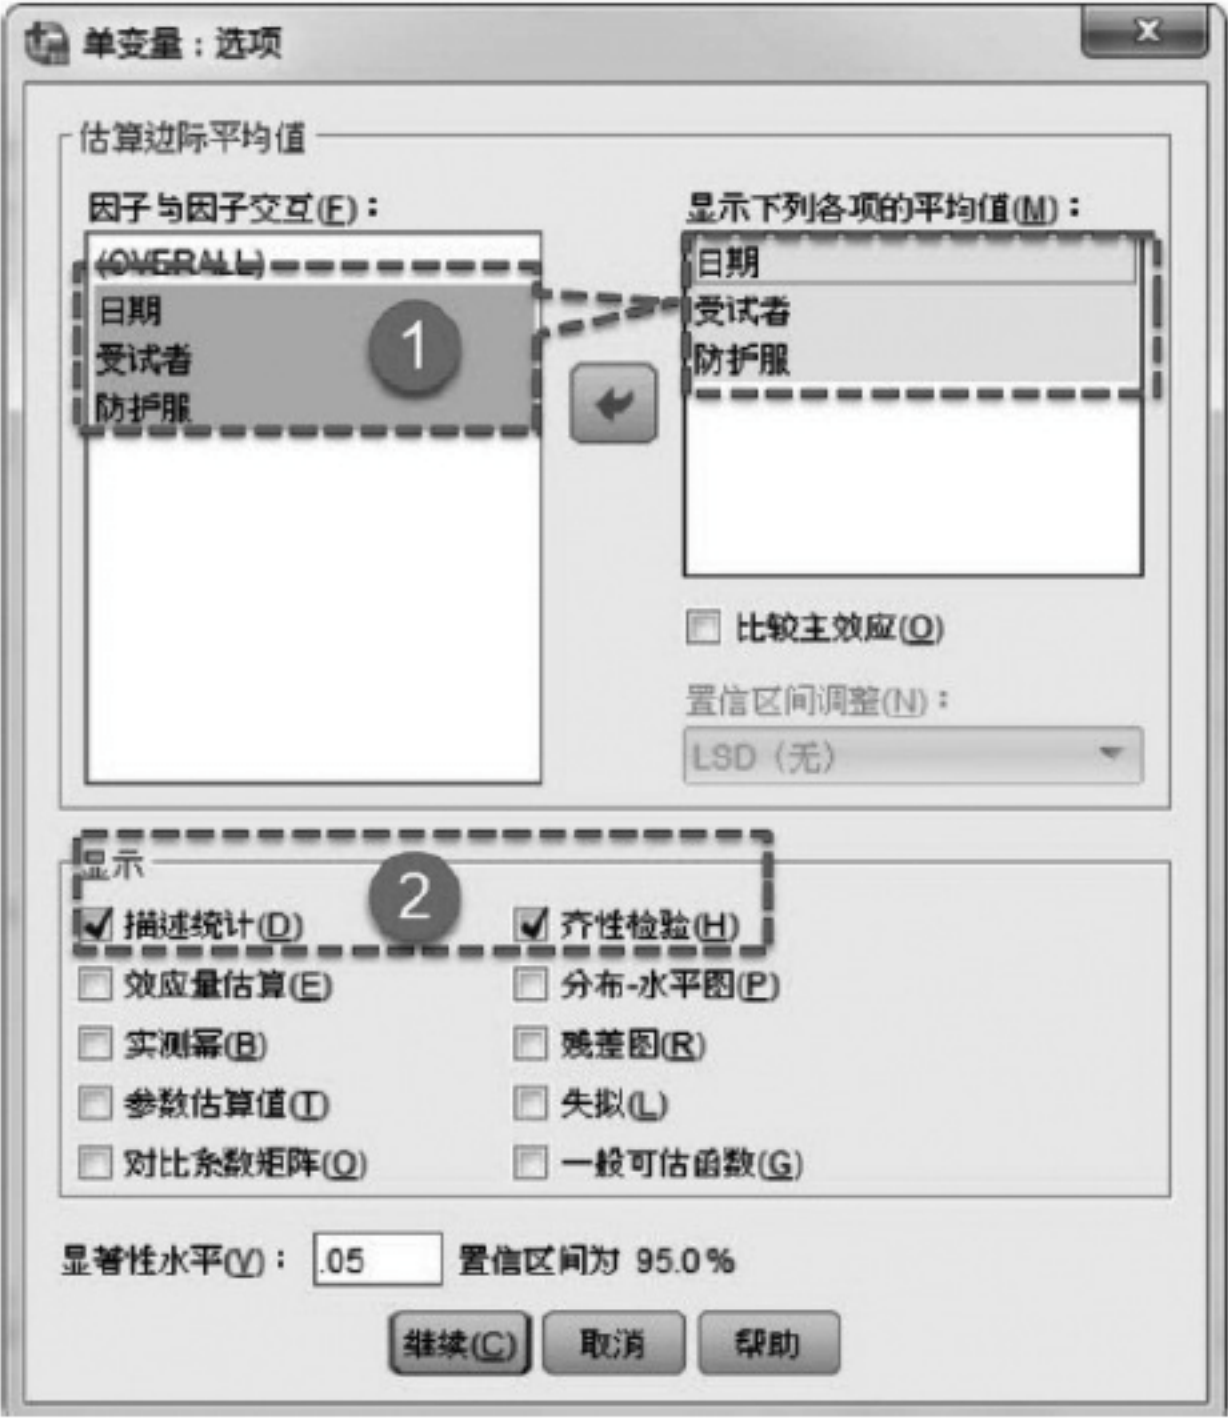 单变量：选项
估算边际平均值
因子与因子交互(F)：
(OVERALL)
日期
受试者
防护服
1
显示下列各项的平均值(M)：
日期
受试者
防护服
比较主效应(O)
置信区间调整(N)：
LSD（无）
显示
2
描述统计(D)
齐性检验(H)
效应量估算(E)
分布-水平图(P)
实测幂(B)
残差图(R)
参数估算值(T)
失拟(L)
对比系数矩阵(O)
一般可估函数(G)
显著性水平(V)： .05 置信区间为 95.0%
继续(C) 取消 帮助